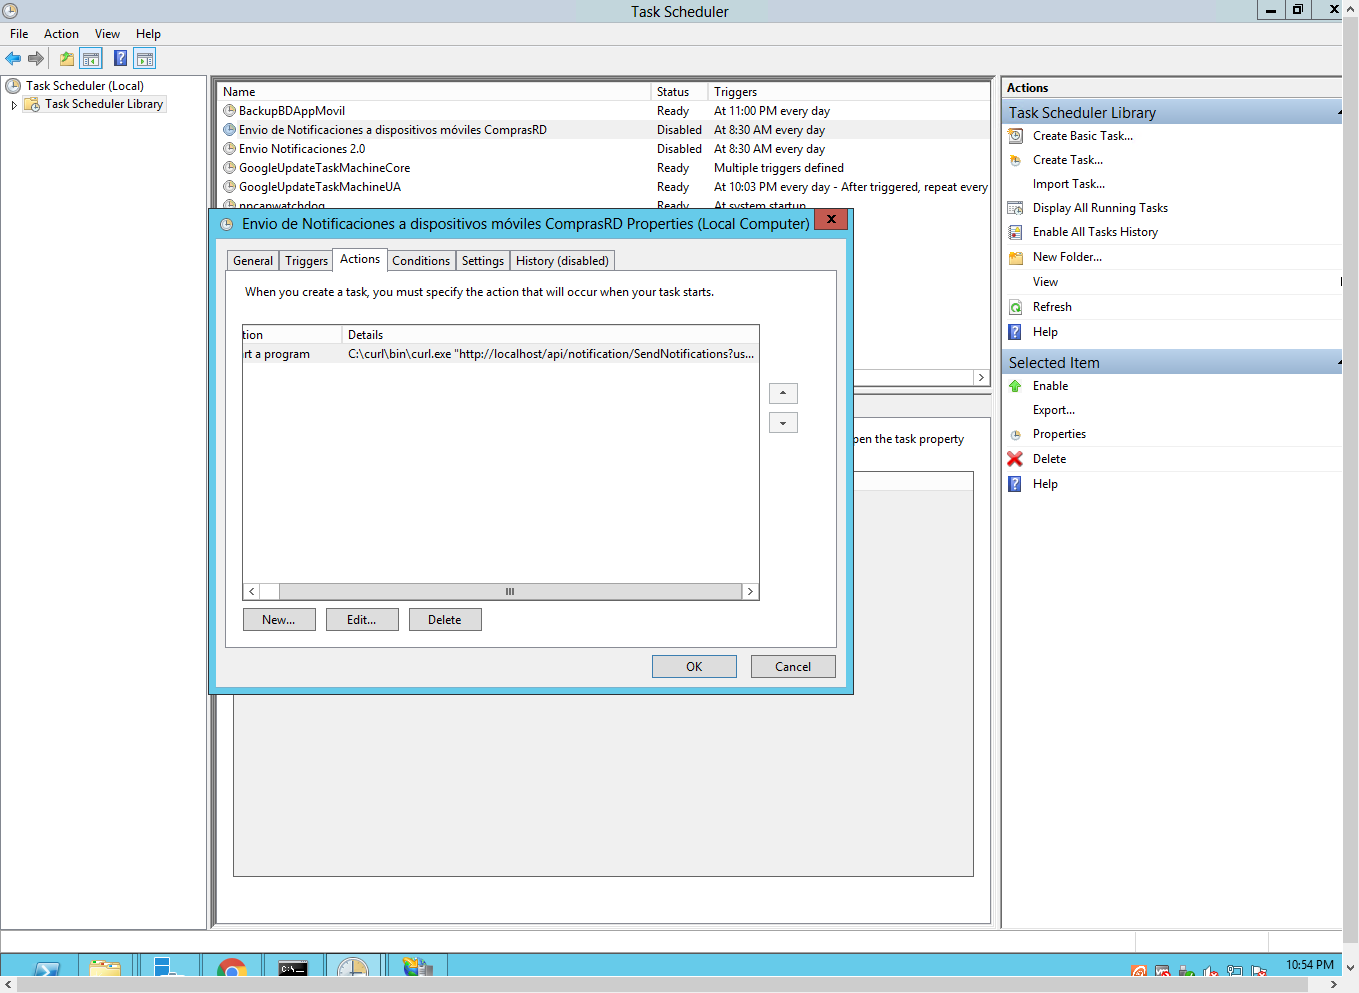 Task Scheduler
File Action View Help
Task Scheduler (Local)
Task Scheduler Library
Name Status Triggers
BackupBDAppMovil Ready At 11:00 PM every day
Envio de Notificaciones a dispositivos móviles ComprasRD Disabled At 8:30 AM every day
Envio Notificaciones 2.0 Disabled At 8:30 AM every day
GoogleUpdateTaskMachineCore Ready Multiple triggers defined
GoogleUpdateTaskMachineUA Ready At 10:03 PM every day - After triggered, repeat every
npcapwatchdog Ready At system startup
Envio de Notificaciones a dispositivos móviles ComprasRD Properties (Local Computer)
General Triggers Actions Conditions Settings History (disabled)
When you create a task, you must specify the action that will occur when your task starts.
tion Details
rt a program C:\curl\bin\curl.exe "http://localhost/api/notification/SendNotifications?us...
New... Edit... Delete
OK Cancel
pen the task property
Actions
Task Scheduler Library
Create Basic Task...
Create Task...
Import Task...
Display All Running Tasks
Enable All Tasks History
New Folder...
View
Refresh
Help
Selected Item
Enable
Export...
Properties
Delete
Help
10:54 PM